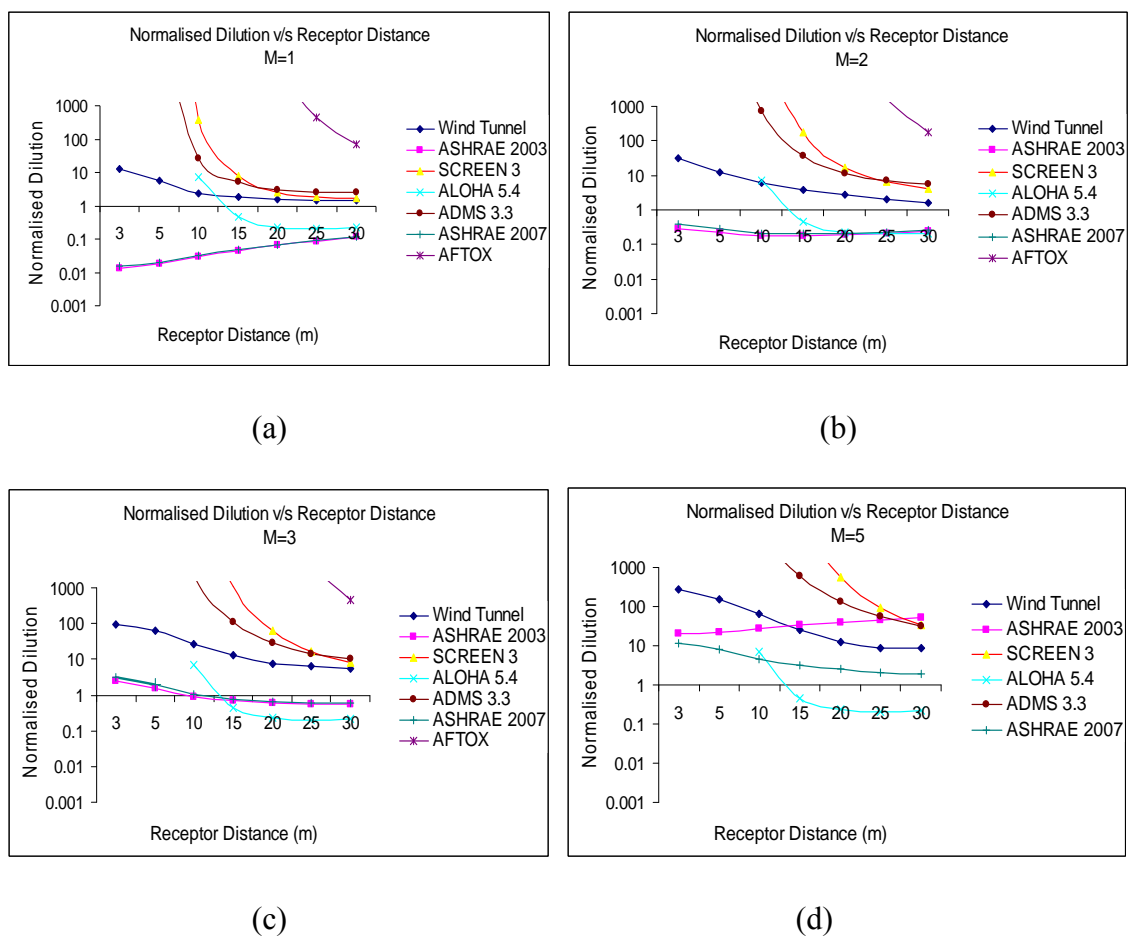 Normalised Dilution v/s Receptor Distance
M=1
Normalised Dilution
1000
100
10
1
0.1
0.01
0.001
3 5 10 15 20 25 30
Receptor Distance (m)
Wind Tunnel
ASHRAE 2003
SCREEN 3
ALOHA 5.4
ADMS 3.3
ASHRAE 2007
AFTOX
(a)
Normalised Dilution v/s Receptor Distance
M=2
Normalised Dilution
1000
100
10
1
0.1
0.01
0.001
3 5 10 15 20 25 30
Receptor Distance (m)
Wind Tunnel
ASHRAE 2003
SCREEN 3
ALOHA 5.4
ADMS 3.3
ASHRAE 2007
AFTOX
(b)
Normalised Dilution v/s Receptor Distance
M=3
Normalised Dilution
1000
100
10
1
0.1
0.01
0.001
3 5 10 15 20 25 30
Receptor Distance (m)
Wind Tunnel
ASHRAE 2003
SCREEN 3
ALOHA 5.4
ADMS 3.3
ASHRAE 2007
AFTOX
(c)
Normalised Dilution v/s Receptor Distance
M=5
Normalised Dilution
1000
100
10
1
0.1
0.01
0.001
3 5 10 15 20 25 30
Receptor Distance (m)
Wind Tunnel
ASHRAE 2003
SCREEN 3
ALOHA 5.4
ADMS 3.3
ASHRAE 2007
(d)